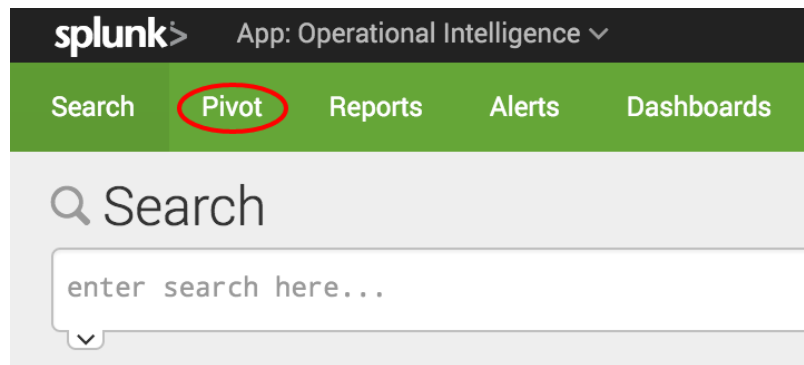 splunk> App: Operational Intelligence
Search Pivot Reports Alerts Dashboards
Search
enter search here...